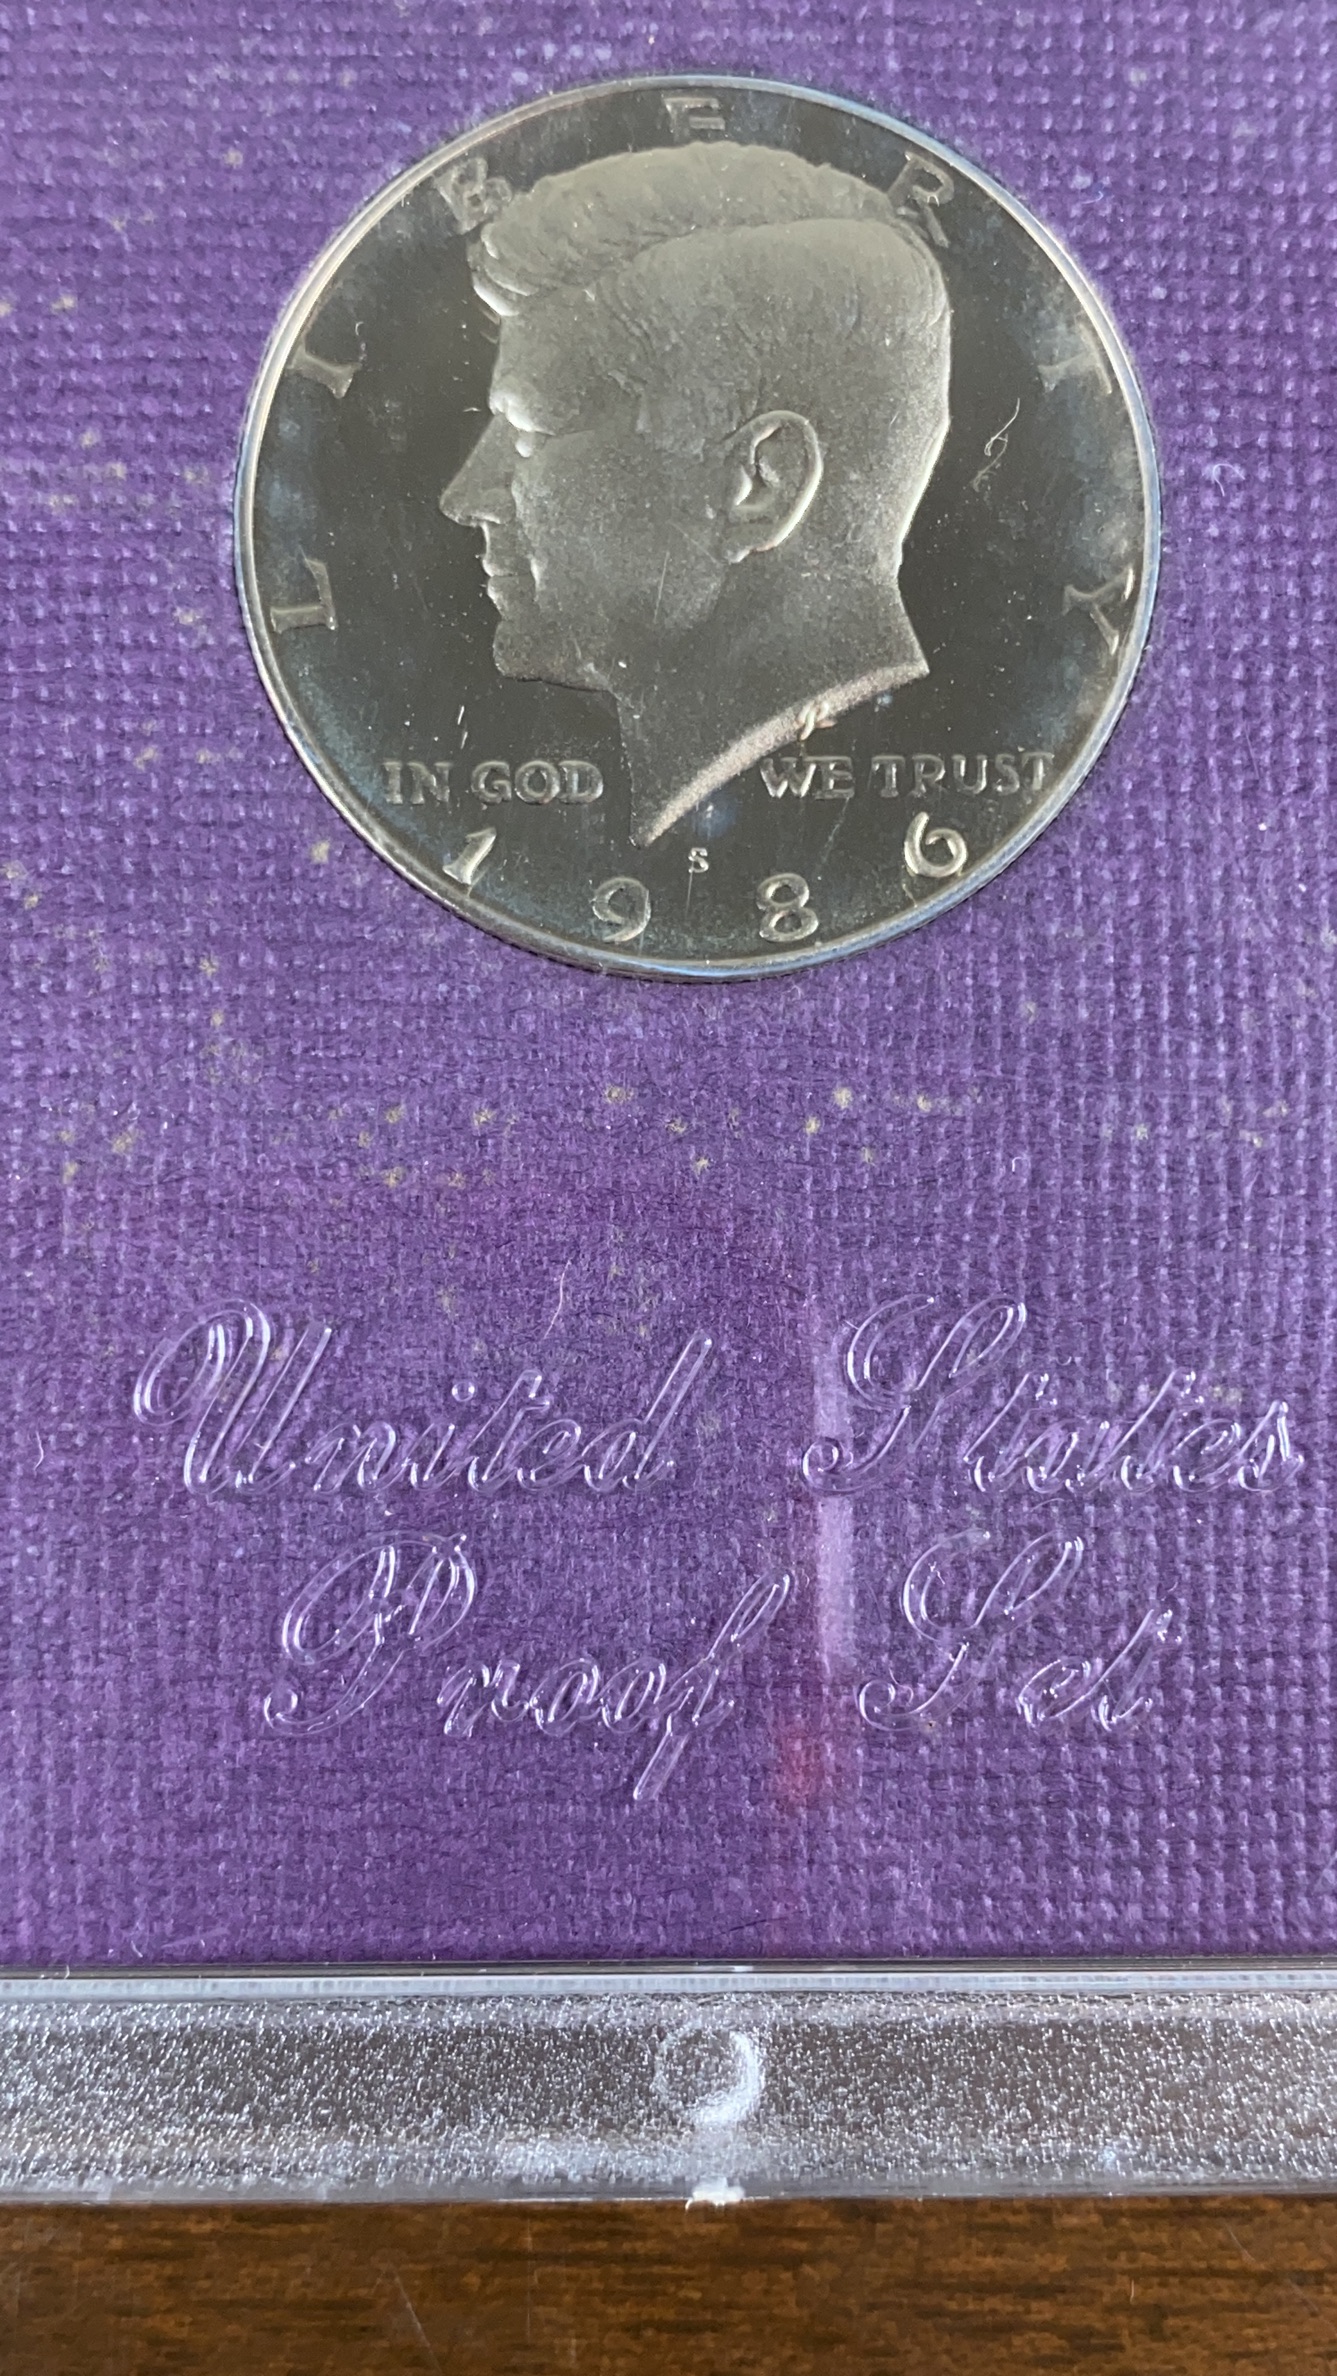 LIBERTY
IN GOD WE TRUST
S
1986
United States
Proof Set